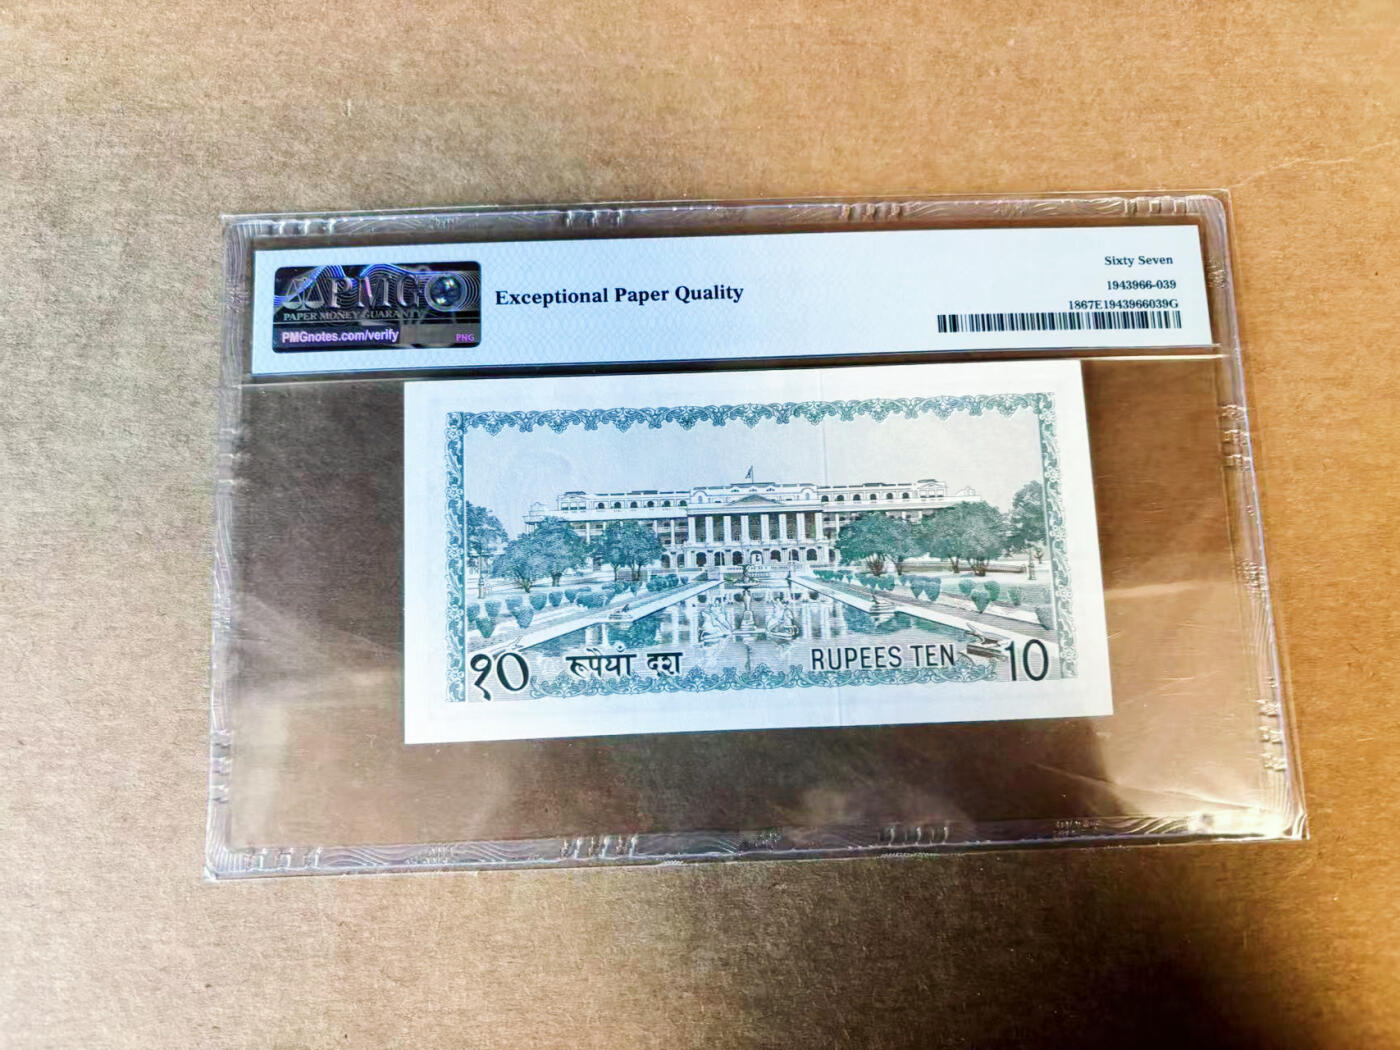 PMG
PAPER MONEY GUARANTY
PMGnotes.com/verify
PNG
Exceptional Paper Quality
Sixty Seven
1943966-039
1867E1943966039G
१० रूपैयाँ दश RUPEES TEN 10